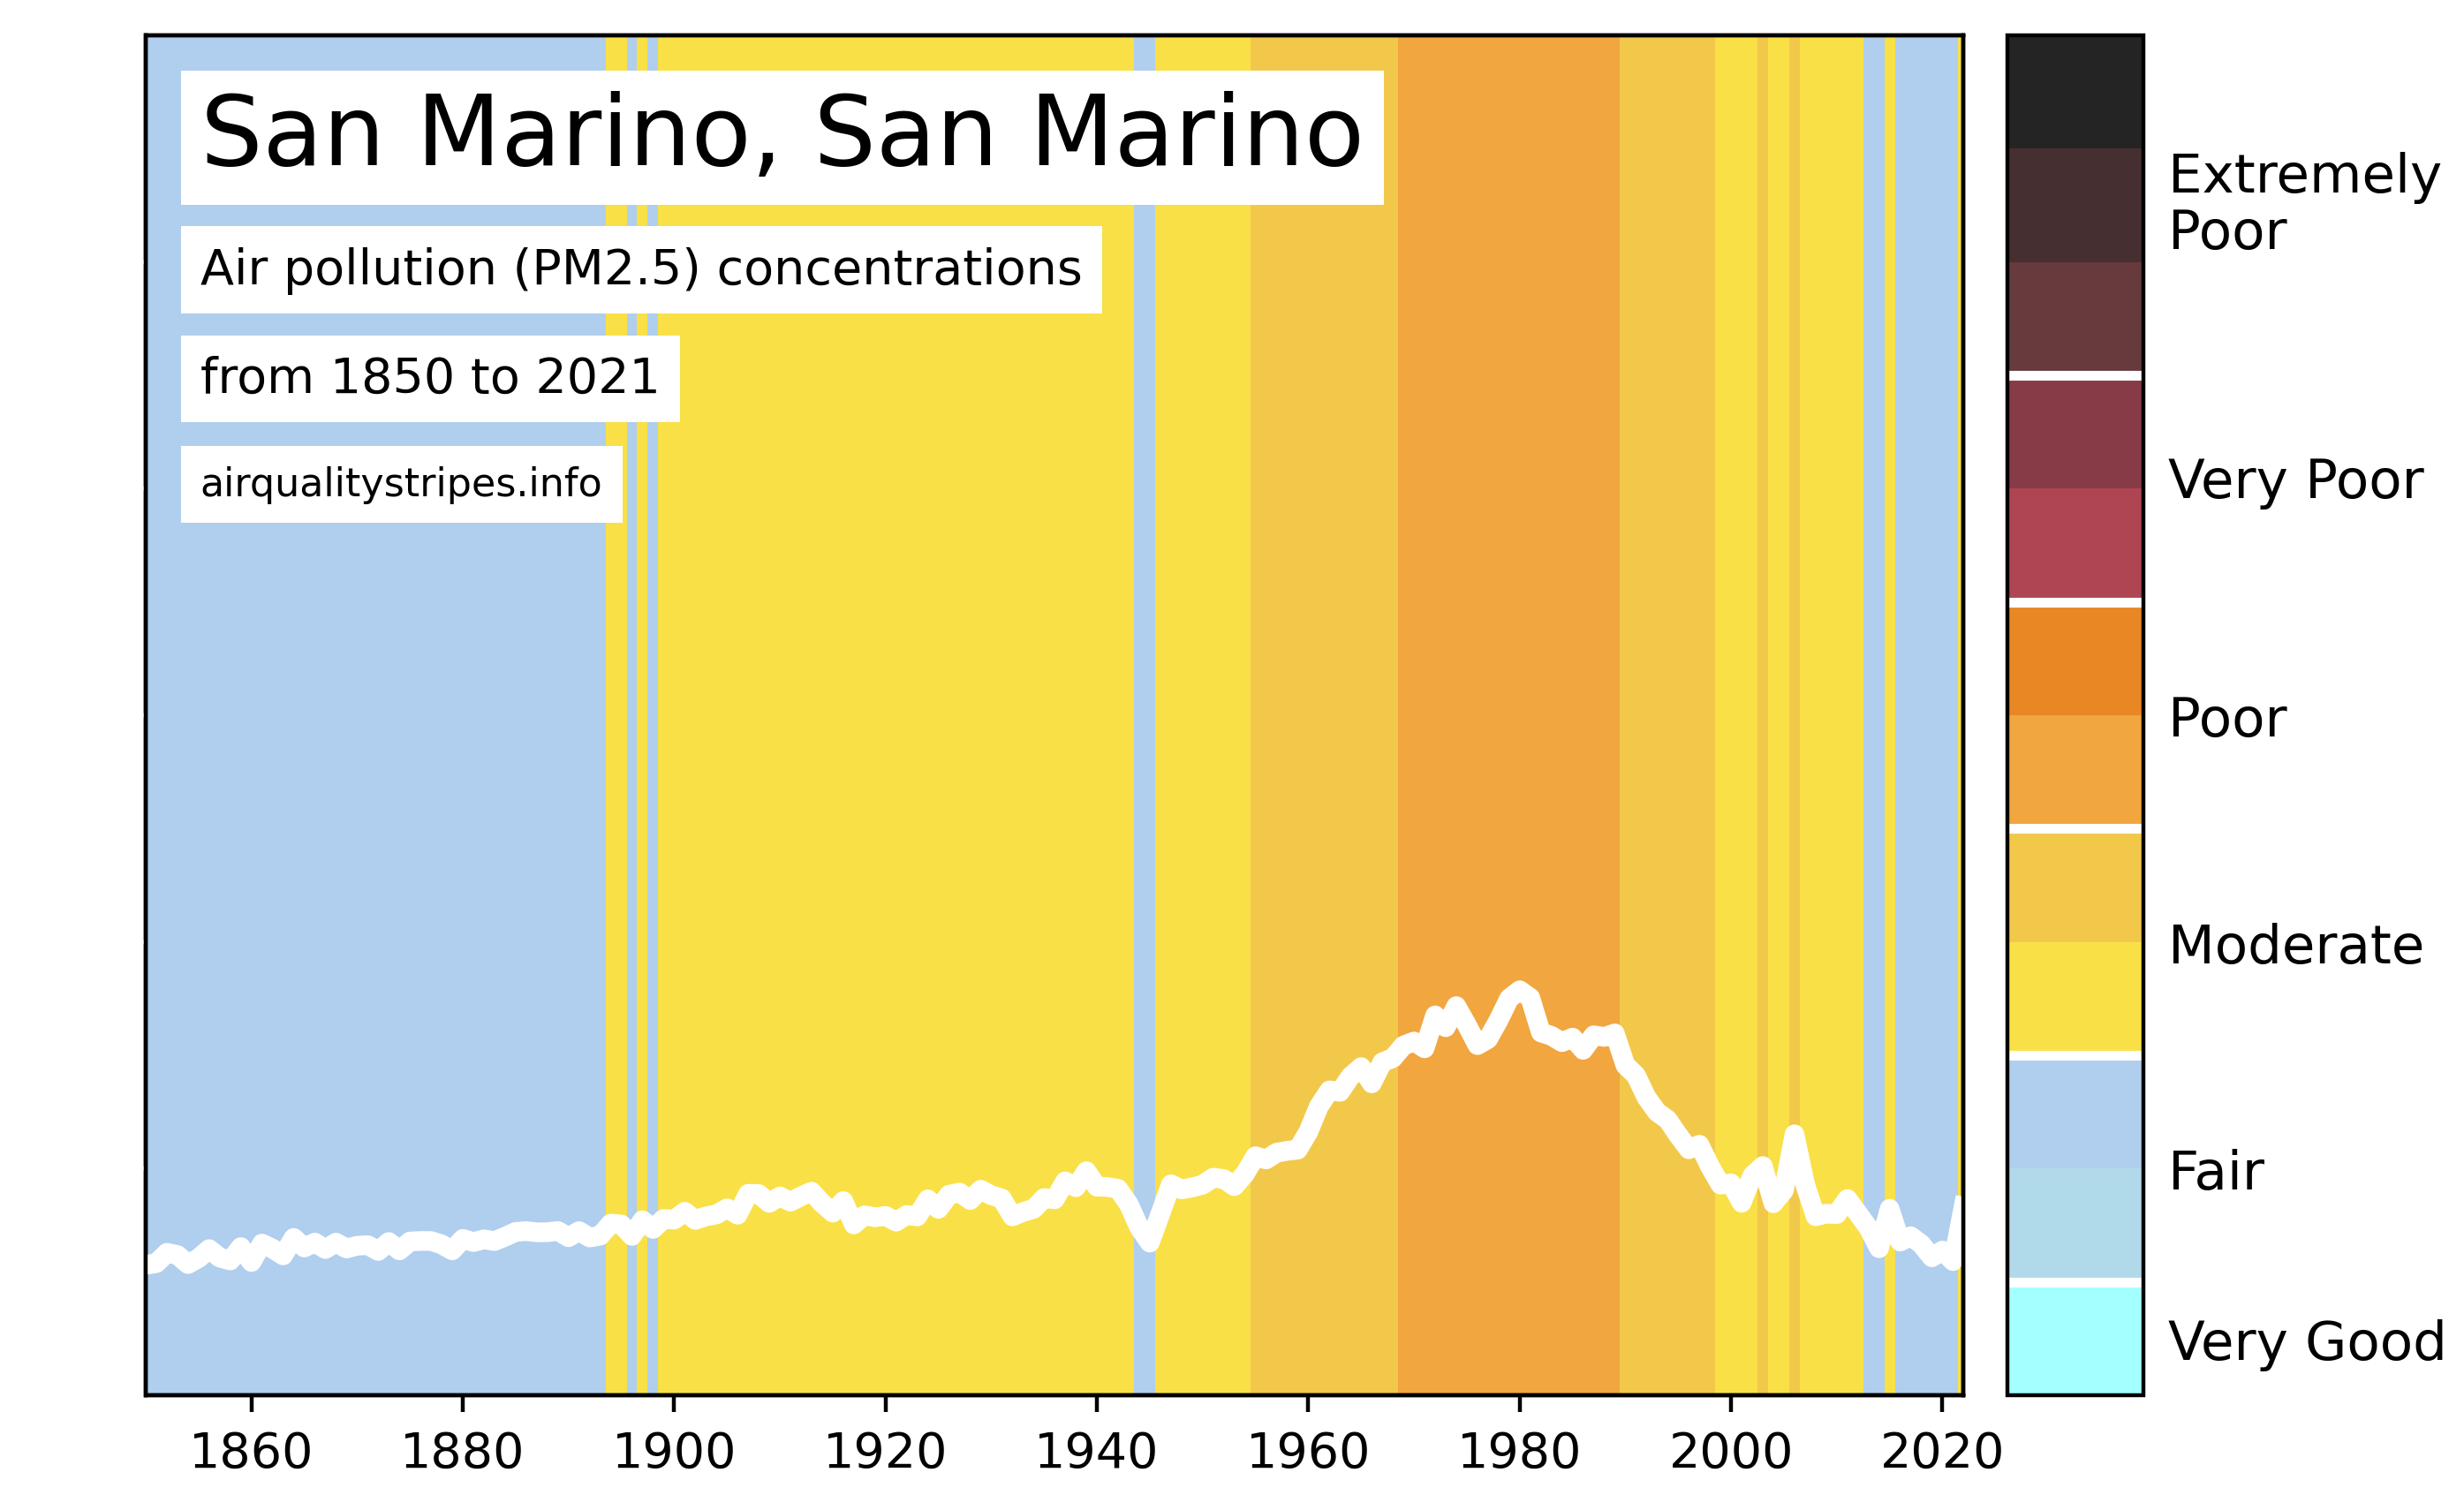 San Marino, San Marino
Air pollution (PM2.5) concentrations
from 1850 to 2021
airqualitystripes.info
Extremely
Poor
Very Poor
Poor
Moderate
Fair
Very Good
1860 1880 1900 1920 1940 1960 1980 2000 2020